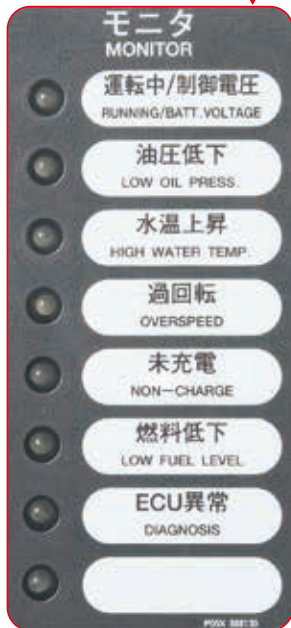 モニタ
MONITOR
運転中/制御電圧
RUNNING/BATT.VOLTAGE
油圧低下
LOW OIL PRESS.
水温上昇
HIGH WATER TEMP.
過回転
OVERSPEED
未充電
NON-CHARGE
燃料低下
LOW FUEL LEVEL
ECU異常
DIAGNOSIS